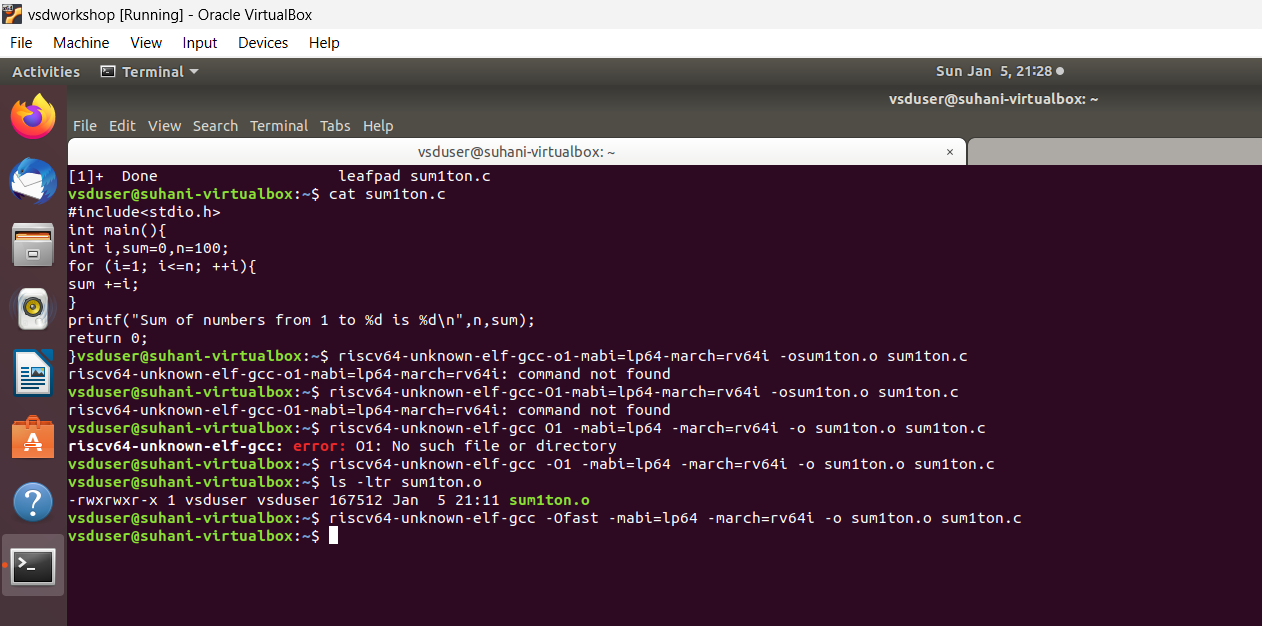 vsdworkshop [Running] - Oracle VirtualBox
File Machine View Input Devices Help
Activities Terminal Sun Jan 5, 21:28
vsduser@suhani-virtualbox: ~
File Edit View Search Terminal Tabs Help
vsduser@suhani-virtualbox: ~ ×
[1]+  Done                    leafpad sum1ton.c
vsduser@suhani-virtualbox:~$ cat sum1ton.c
#include<stdio.h>
int main(){
int i,sum=0,n=100;
for (i=1; i<=n; ++i){
sum +=i;
}
printf("Sum of numbers from 1 to %d is %d\n",n,sum);
return 0;
}vsduser@suhani-virtualbox:~$ riscv64-unknown-elf-gcc-o1-mabi=lp64-march=rv64i -osum1ton.o sum1ton.c
riscv64-unknown-elf-gcc-o1-mabi=lp64-march=rv64i: command not found
vsduser@suhani-virtualbox:~$ riscv64-unknown-elf-gcc-O1-mabi=lp64-march=rv64i -osum1ton.o sum1ton.c
riscv64-unknown-elf-gcc-O1-mabi=lp64-march=rv64i: command not found
vsduser@suhani-virtualbox:~$ riscv64-unknown-elf-gcc O1 -mabi=lp64 -march=rv64i -o sum1ton.o sum1ton.c
riscv64-unknown-elf-gcc: error: O1: No such file or directory
vsduser@suhani-virtualbox:~$ riscv64-unknown-elf-gcc -O1 -mabi=lp64 -march=rv64i -o sum1ton.o sum1ton.c
vsduser@suhani-virtualbox:~$ ls -ltr sum1ton.o
-rwxrwxr-x 1 vsduser vsduser 167512 Jan  5 21:11 sum1ton.o
vsduser@suhani-virtualbox:~$ riscv64-unknown-elf-gcc -Ofast -mabi=lp64 -march=rv64i -o sum1ton.o sum1ton.c
vsduser@suhani-virtualbox:~$